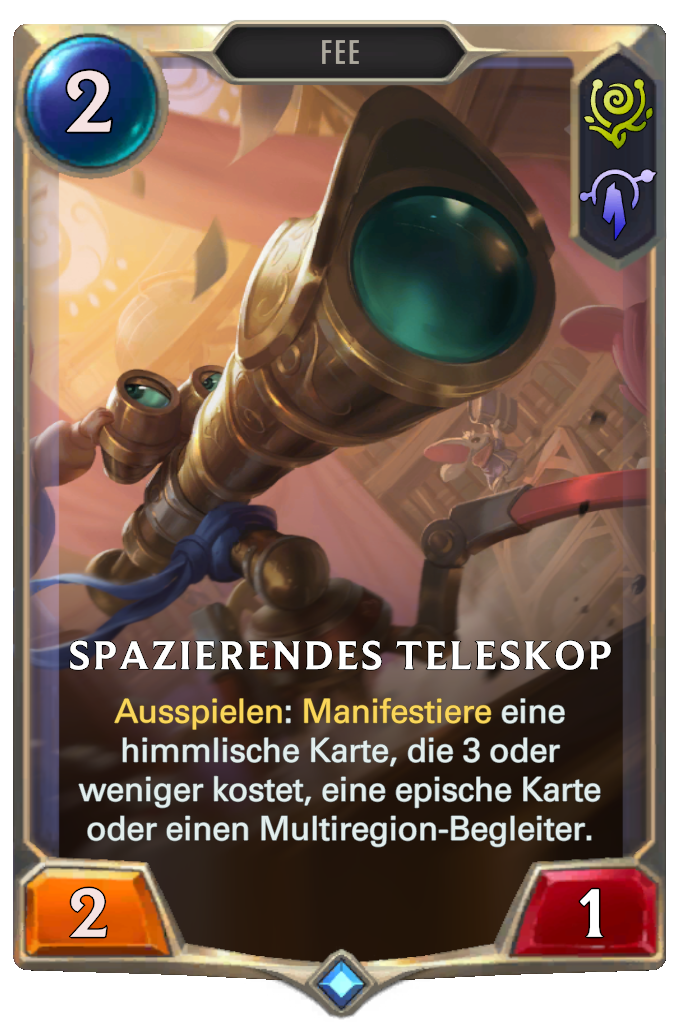 FEE
2
SPAZIERENDES TELESKOP
Ausspielen: Manifestiere eine
himmlische Karte, die 3 oder
weniger kostet, eine epische Karte
oder einen Multiregion-Begleiter.
2
1